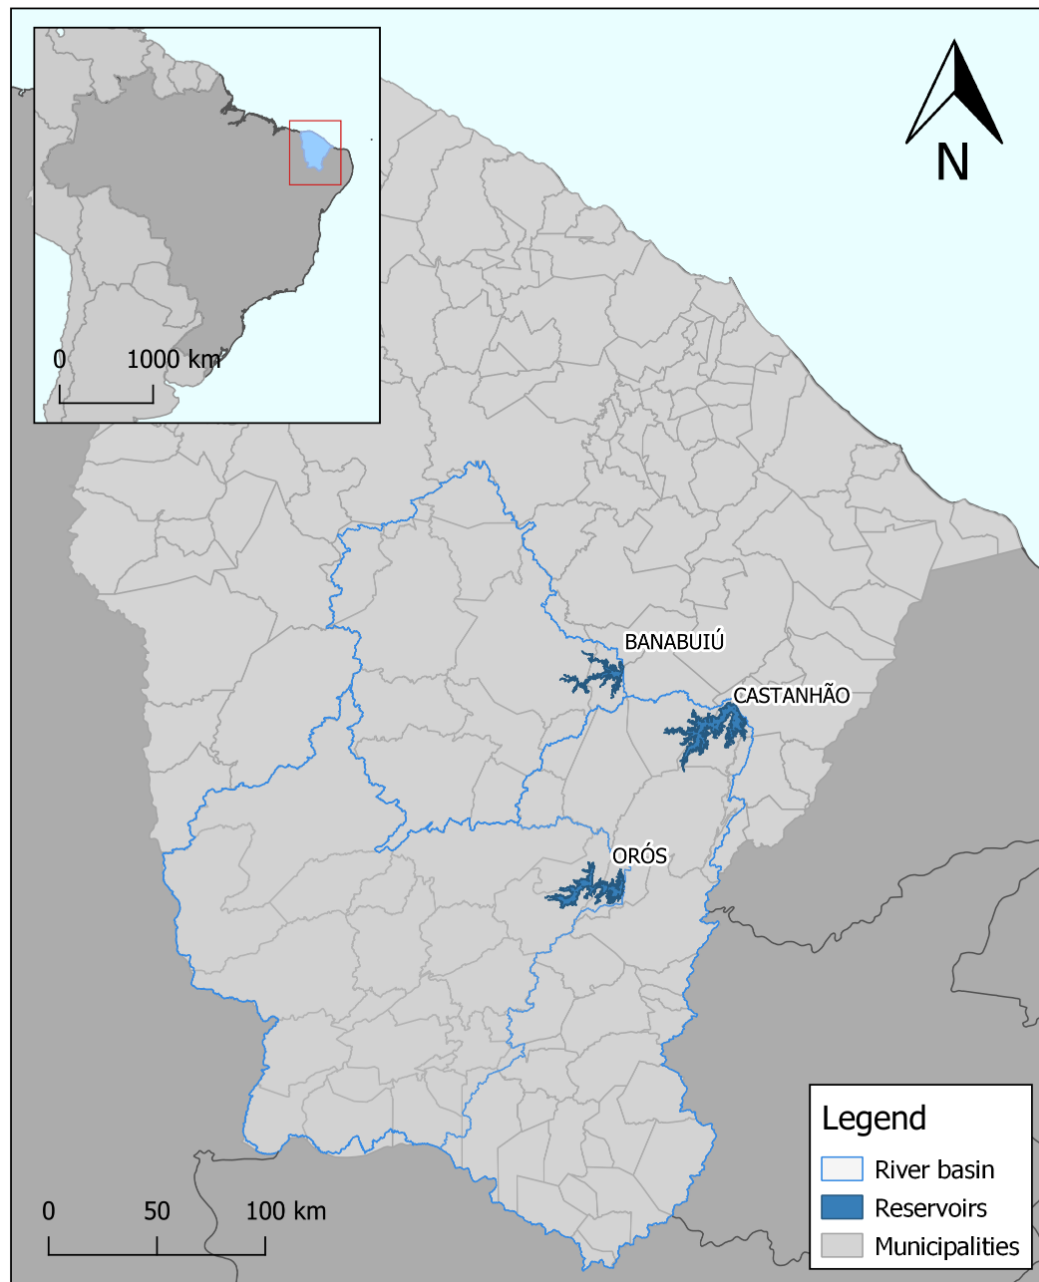 N
0 1000 km
BANABUIÚ
CASTANHÃO
ORÓS
Legend
River basin
Reservoirs
Municipalities
0 50 100 km